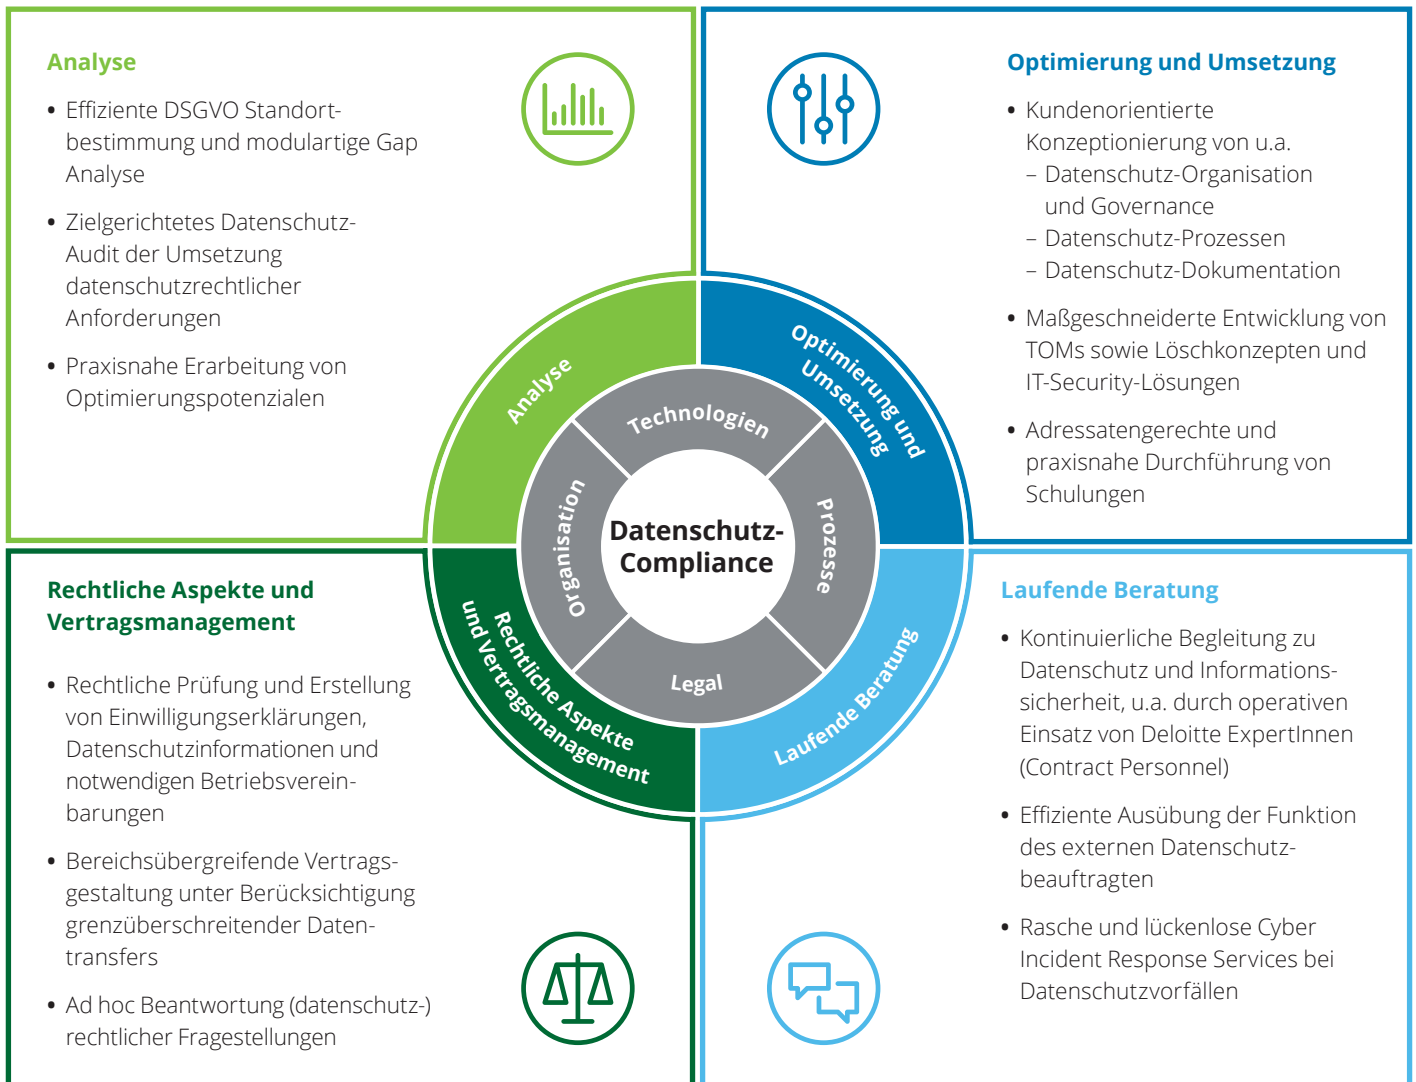 Analyse
• Effiziente DSGVO Standort-
bestimmung und modulartige Gap
Analyse
• Zielgerichtetes Datenschutz-
Audit der Umsetzung
datenschutzrechtlicher
Anforderungen
• Praxisnahe Erarbeitung von
Optimierungspotenzialen
Optimierung und Umsetzung
• Kundenorientierte
Konzeptionierung von u.a.
– Datenschutz-Organisation
und Governance
– Datenschutz-Prozessen
– Datenschutz-Dokumentation
• Maßgeschneiderte Entwicklung von
TOMs sowie Löschkonzepten und
IT-Security-Lösungen
• Adressatengerechte und
praxisnahe Durchführung von
Schulungen
Analyse
Optimierung und
Umsetzung
Technologien
Organisation
Prozesse
Legal
Datenschutz-
Compliance
Rechtliche Aspekte
und Vertragsmanagement
Laufende Beratung
Rechtliche Aspekte und
Vertragsmanagement
• Rechtliche Prüfung und Erstellung
von Einwilligungserklärungen,
Datenschutzinformationen und
notwendigen Betriebsverein-
barungen
• Bereichsübergreifende Vertrags-
gestaltung unter Berücksichtigung
grenzüberschreitender Daten-
transfers
• Ad hoc Beantwortung (datenschutz-)
rechtlicher Fragestellungen
Laufende Beratung
• Kontinuierliche Begleitung zu
Datenschutz und Informations-
sicherheit, u.a. durch operativen
Einsatz von Deloitte ExpertInnen
(Contract Personnel)
• Effiziente Ausübung der Funktion
des externen Datenschutz-
beauftragten
• Rasche und lückenlose Cyber
Incident Response Services bei
Datenschutzvorfällen